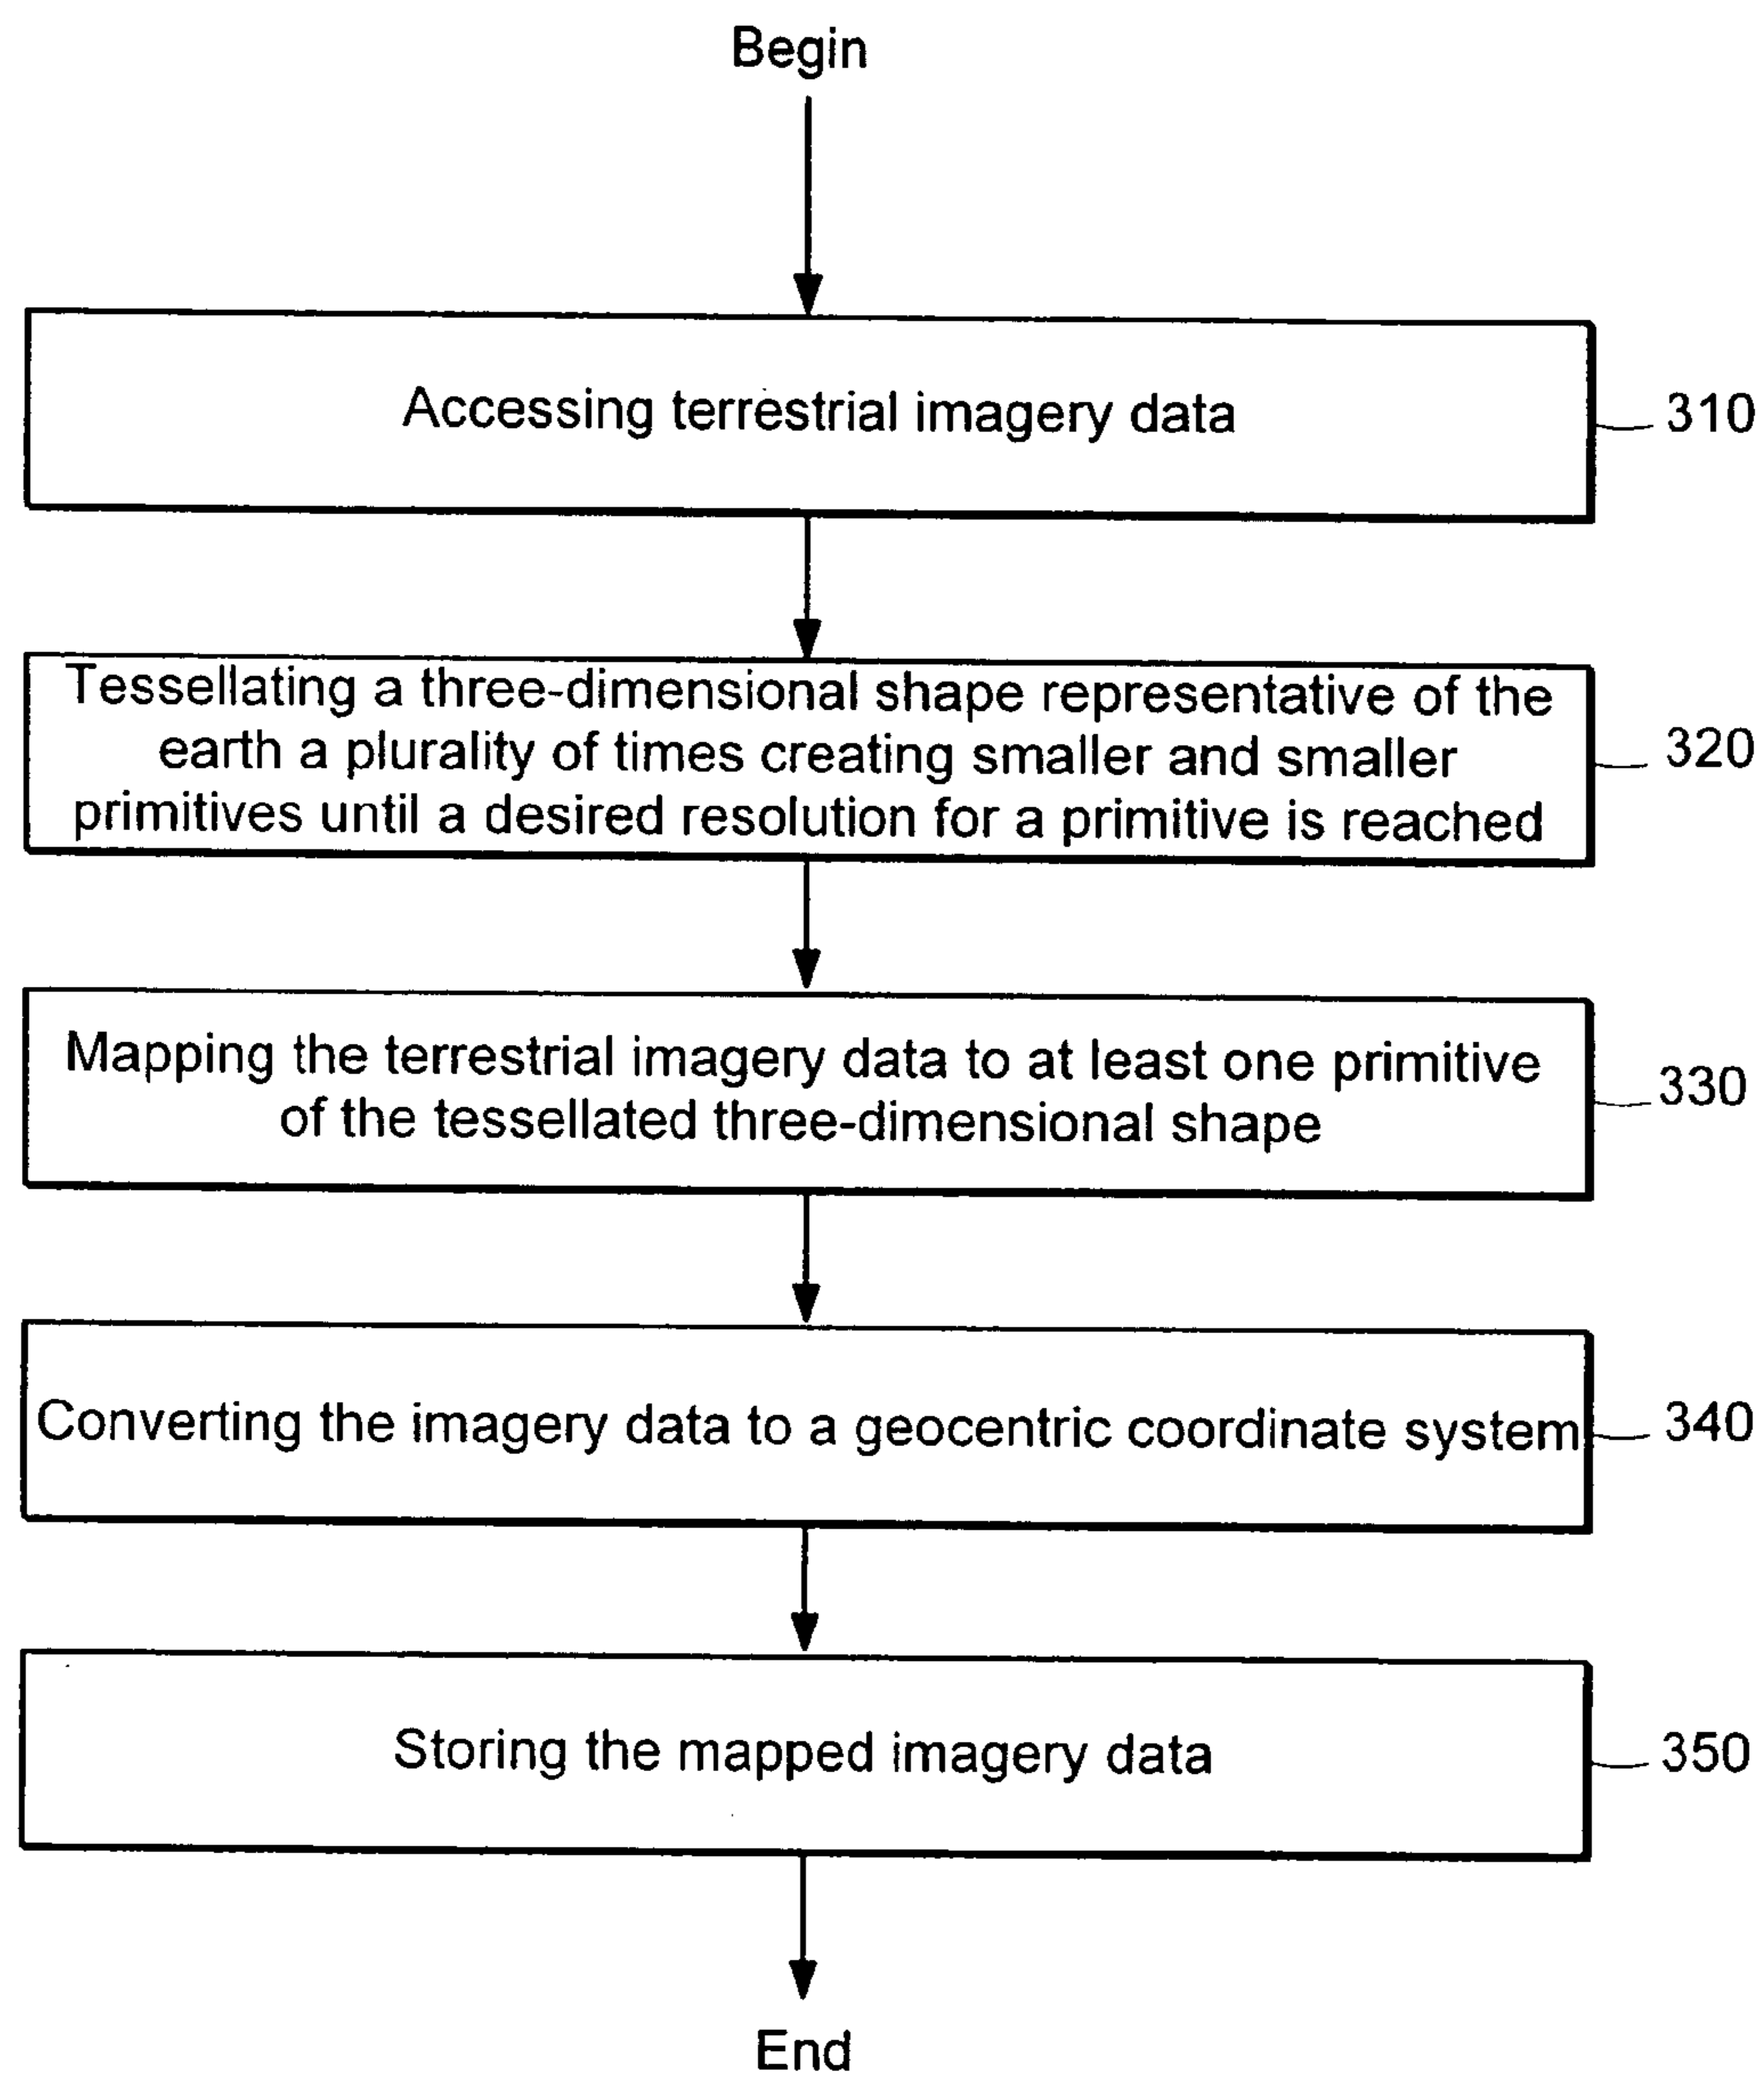 Begin
Accessing terrestrial imagery data
310
Tessellating a three-dimensional shape representative of the
earth a plurality of times creating smaller and smaller
primitives until a desired resolution for a primitive is reached
320
Mapping the terrestrial imagery data to at least one primitive
of the tessellated three-dimensional shape
330
Converting the imagery data to a geocentric coordinate system
340
Storing the mapped imagery data
350
End